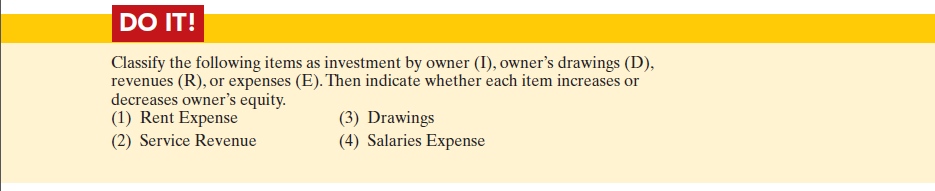 DO IT!
Classify the following items as investment by owner (I), owner's drawings (D),
revenues (R), or expenses (E). Then indicate whether each item increases or
decreases owner's equity.
(1) Rent Expense (3) Drawings
(2) Service Revenue (4) Salaries Expense